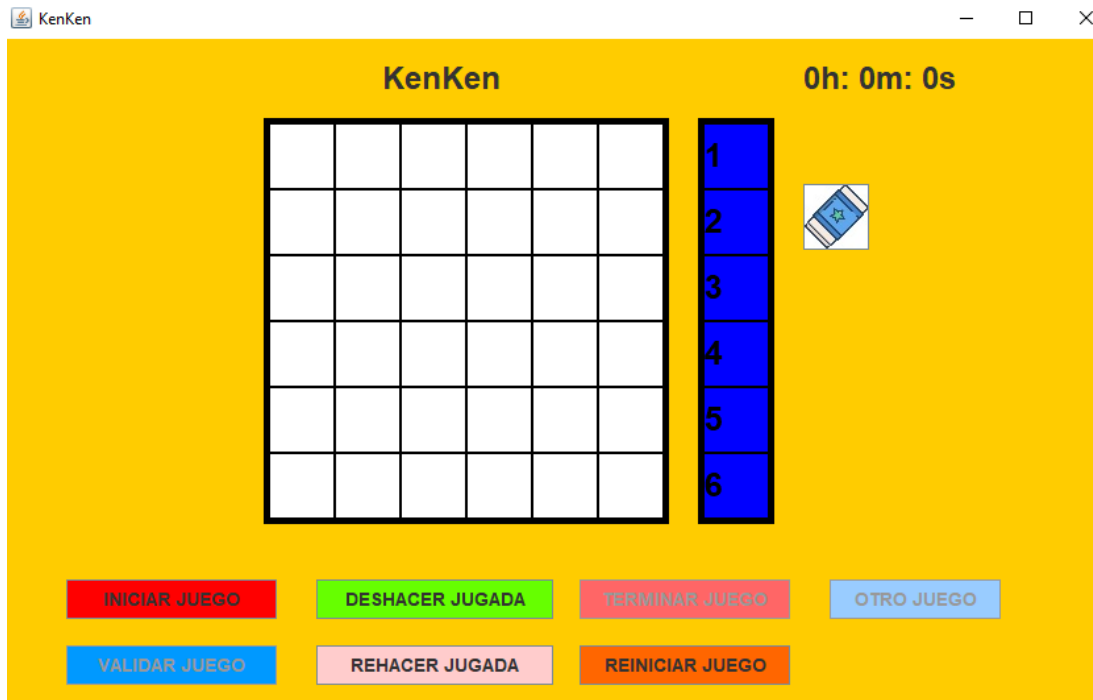 KenKen
KenKen
0h: 0m: 0s
1
2
3
4
5
6
INICIAR JUEGO
DESHACER JUGADA
TERMINAR JUEGO
OTRO JUEGO
VALIDAR JUEGO
REHACER JUGADA
REINICIAR JUEGO